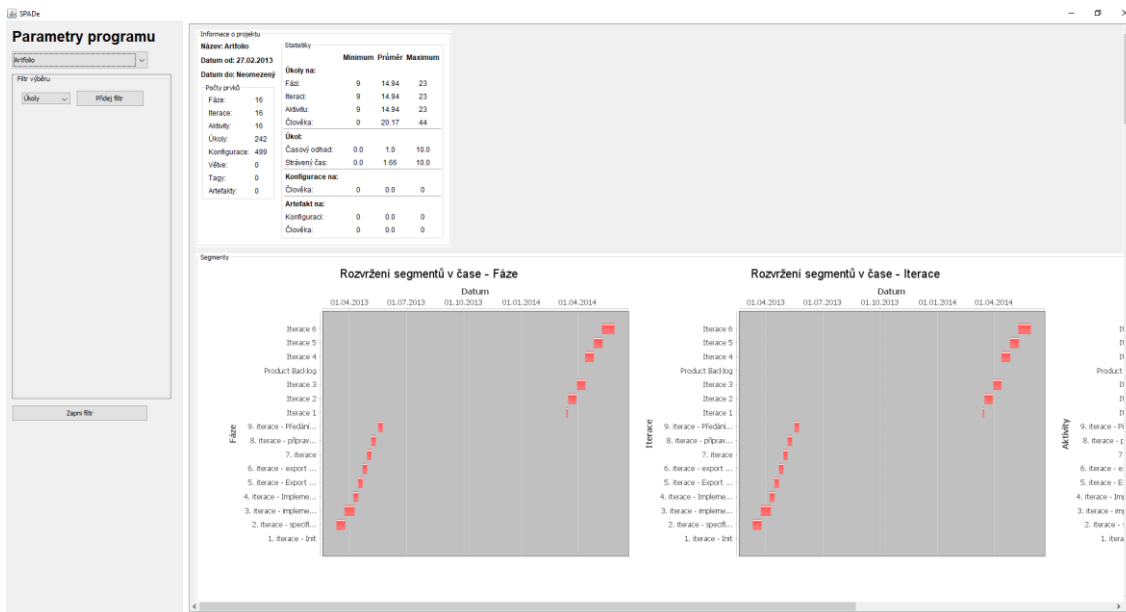 SPADe
Parametry programu
Artfolio
Filtr výběru
Úkoly
Přidej filtr
Zapni filtr
Informace o projektu
Název: Artfolio
Datum od: 27.02.2013
Datum do: Neomezený
Počty prvků
Fáze: 16
Iterace: 16
Aktivity: 16
Úkoly: 242
Konfigurace: 499
Větve: 0
Tagy: 0
Artefakty: 0
Statistiky
Minimum Průměr Maximum
Úkoly na:
Fázi: 9 14.94 23
Iteraci: 9 14.94 23
Aktivitu: 9 14.94 23
Člověka: 0 20.17 44
Úkol:
Časový odhad: 0.0 1.0 10.0
Strávený čas: 0.0 1.66 10.0
Konfigurace na:
Člověka: 0 0.0 0
Artefakt na:
Konfiguraci: 0 0.0 0
Člověka: 0 0.0 0
Segmenty
Rozvržení segmentů v čase - Fáze
Datum
01.04.2013 01.07.2013 01.10.2013 01.01.2014 01.04.2014
Fáze
Iterace 6
Iterace 5
Iterace 4
Product Backlog
Iterace 3
Iterace 2
Iterace 1
9. iterace - Předání...
8. iterace - příprav...
7. iterace
6. iterace - export ...
5. iterace - Export ...
4. iterace - Impleme...
3. iterace - impleme...
2. iterace - specifi...
1. iterace - Init
Rozvržení segmentů v čase - Iterace
Datum
01.04.2013 01.07.2013 01.10.2013 01.01.2014 01.04.2014
Iterace
Iterace 6
Iterace 5
Iterace 4
Product Backlog
Iterace 3
Iterace 2
Iterace 1
9. iterace - Předání...
8. iterace - příprav...
7. iterace
6. iterace - export ...
5. iterace - Export ...
4. iterace - Impleme...
3. iterace - impleme...
2. iterace - specifi...
1. iterace - Init
Aktivity
Product